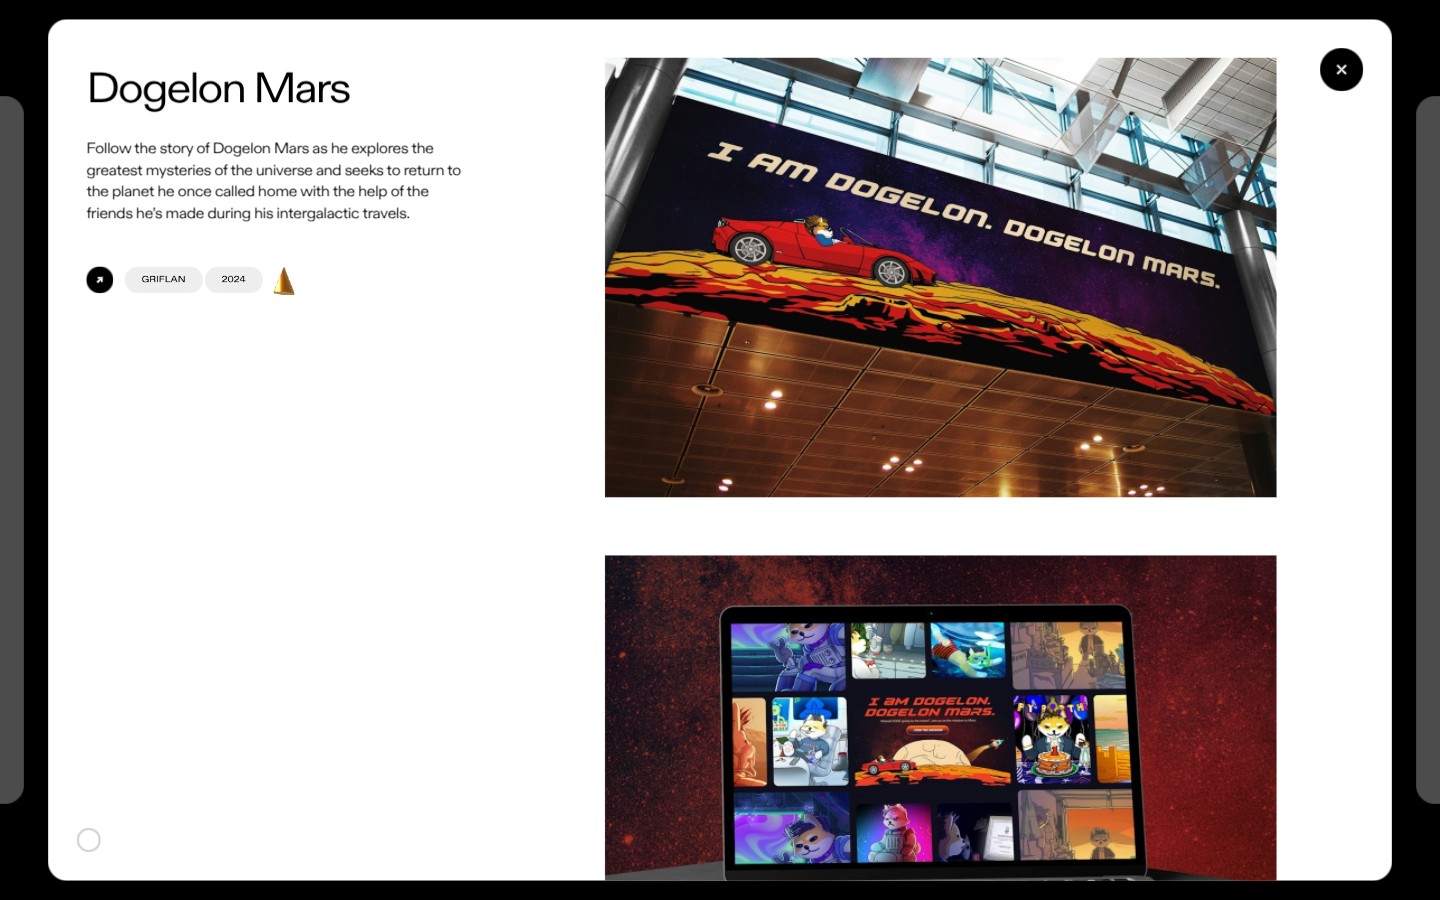 Dogelon Mars
Follow the story of Dogelon Mars as he explores the
greatest mysteries of the universe and seeks to return to
the planet he once called home with the help of the
friends he's made during his intergalactic travels.
GRIFLAN
2024
I AM DOGELON. DOGELON MARS.
I AM DOGELON.
DOGELON MARS.